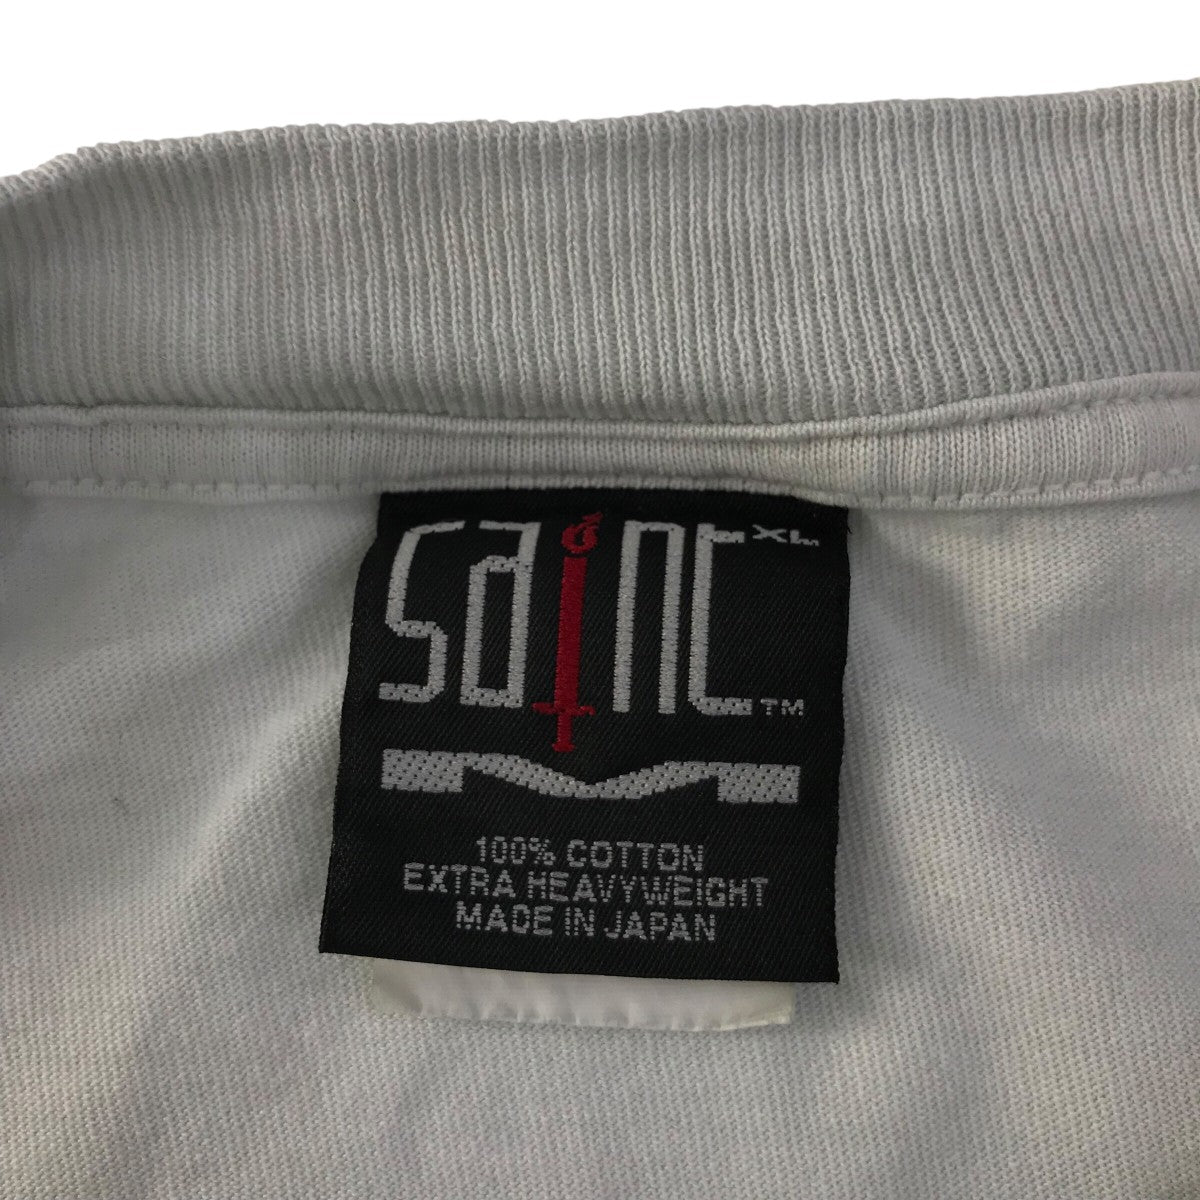 saint XL
TM
100% COTTON
EXTRA HEAVYWEIGHT
MADE IN JAPAN